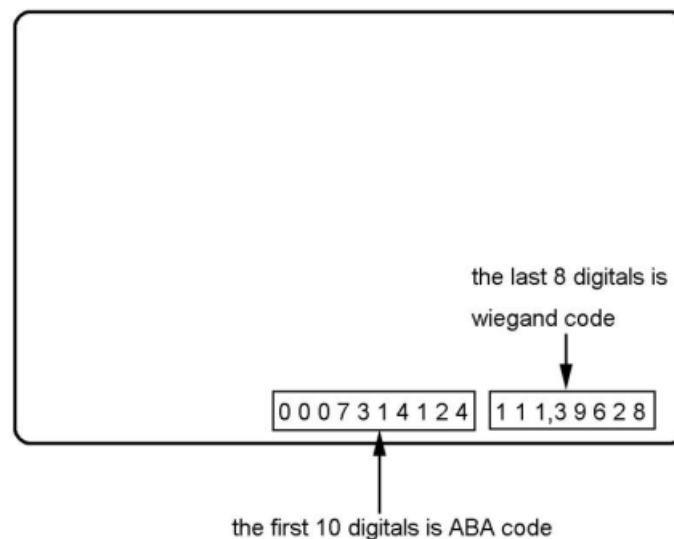 the last 8 digitals is
wiegand code
0007314124 111,39628
the first 10 digitals is ABA code